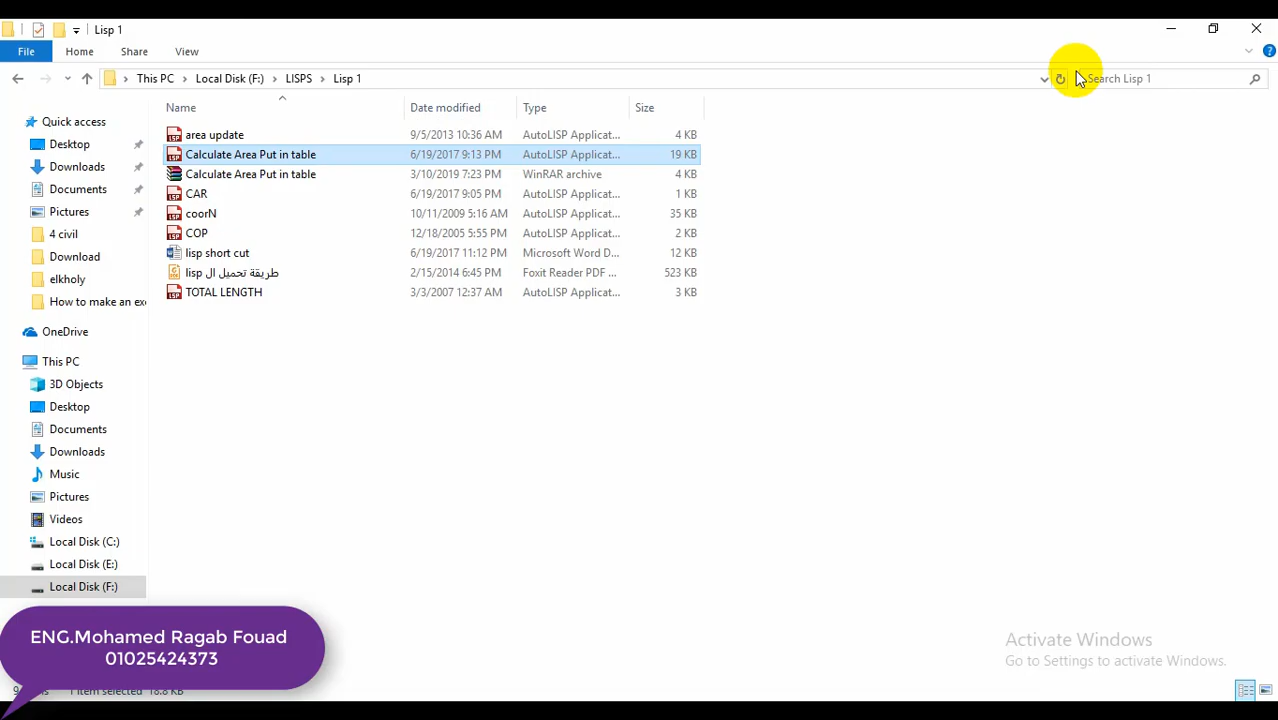 Lisp 1
File Home Share View
This PC Local Disk (F:) LISPS Lisp 1
Search Lisp 1
Name Date modified Type Size
area update 9/5/2013 10:36 AM AutoLISP Applicat... 4 KB
Calculate Area Put in table 6/19/2017 9:13 PM AutoLISP Applicat... 19 KB
Calculate Area Put in table 3/10/2019 7:23 PM WinRAR archive 4 KB
CAR 6/19/2017 9:05 PM AutoLISP Applicat... 1 KB
coorN 10/11/2009 5:16 AM AutoLISP Applicat... 35 KB
COP 12/18/2005 5:55 PM AutoLISP Applicat... 2 KB
lisp short cut 6/19/2017 11:12 PM Microsoft Word D... 12 KB
طريقة تحميل ال lisp 2/15/2014 6:45 PM Foxit Reader PDF ... 523 KB
TOTAL LENGTH 3/3/2007 12:37 AM AutoLISP Applicat... 3 KB
Quick access
Desktop
Downloads
Documents
Pictures
4 civil
Download
elkholy
How to make an exe
OneDrive
This PC
3D Objects
Desktop
Documents
Downloads
Music
Pictures
Videos
Local Disk (C:)
Local Disk (E:)
Local Disk (F:)
ENG.Mohamed Ragab Fouad
01025424373
1 item selected 18.8 KB
Activate Windows
Go to Settings to activate Windows.